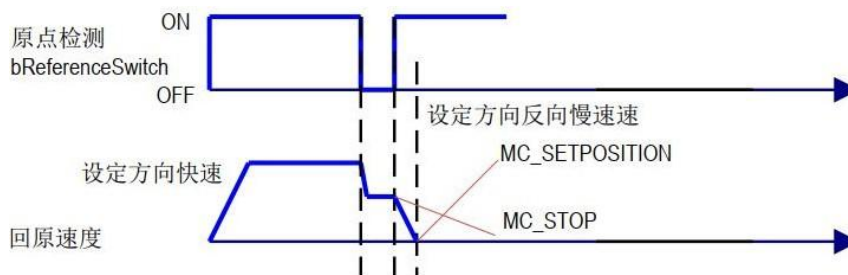 ON
原点检测
bReferenceSwitch
OFF
设定方向反向慢速速
MC_SETPOSITION
设定方向快速
MC_STOP
回原速度